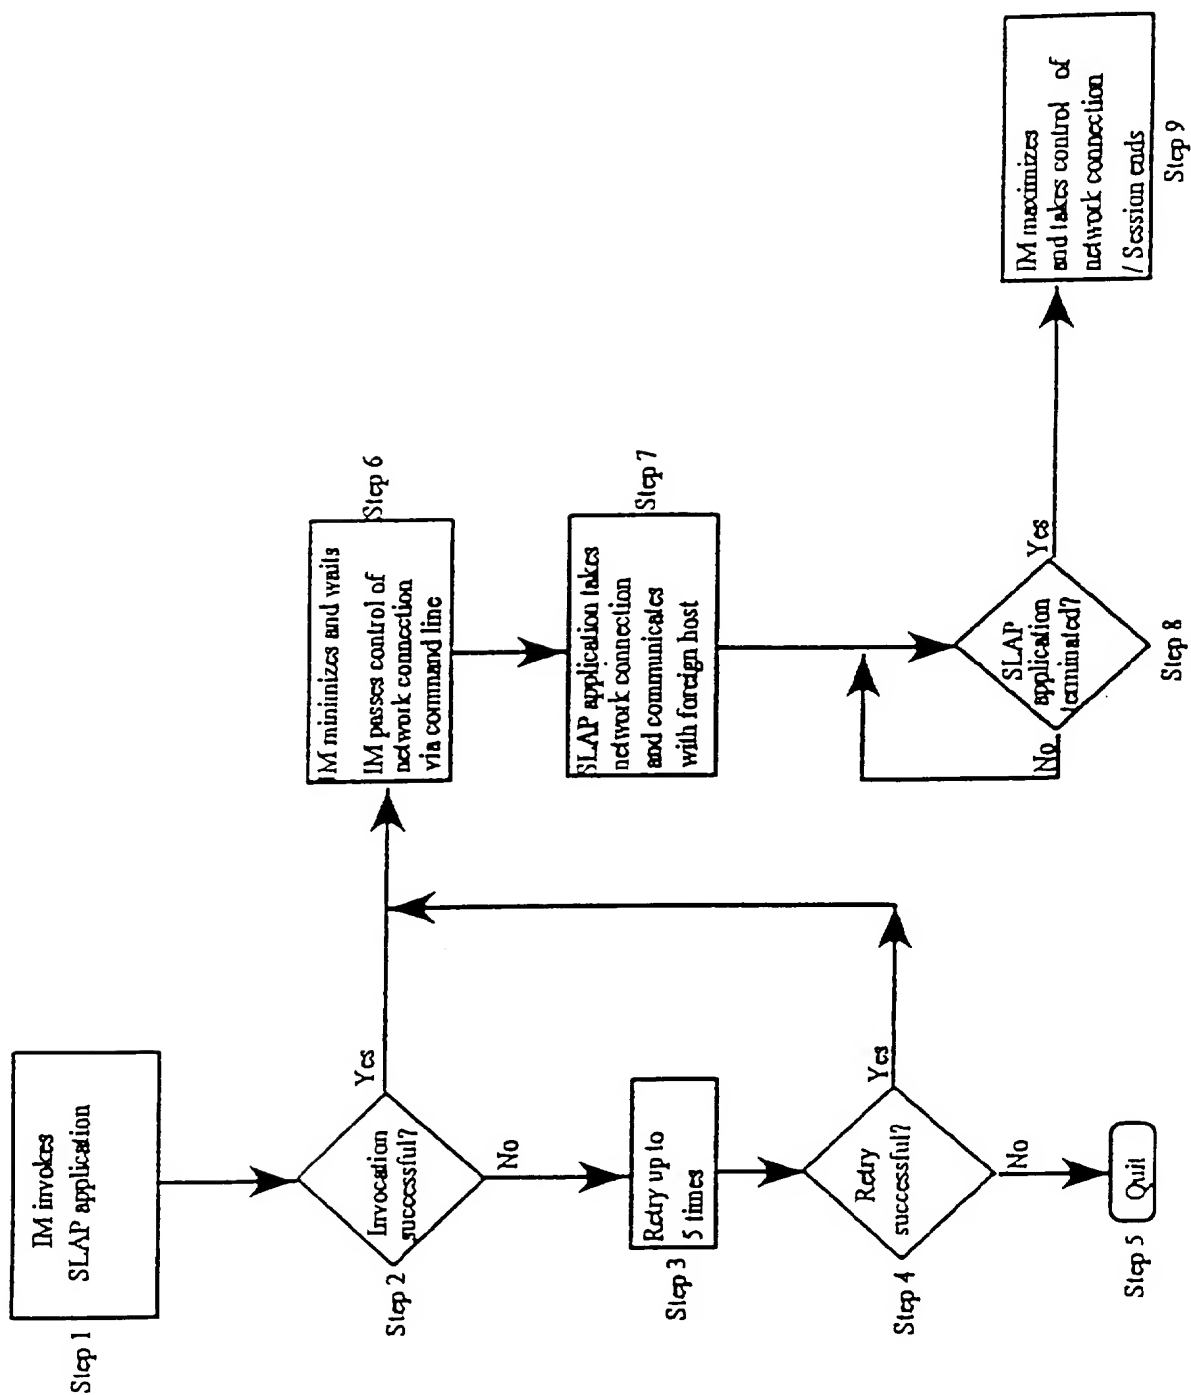 Step 1
IM invokes
SLAP application
Step 2
Invocation
successful?
Yes
No
Step 3
Retry up to
5 times
Step 4
Retry
successful?
Yes
No
Step 5
Quit
Step 6
IM minimizes and waits
IM passes control of
network connection
via command line
Step 7
SLAP application takes
network connection
and communicates
with foreign host
Step 8
SLAP
application
terminated?
No
Yes
Step 9
IM maximizes
and takes control of
network connection
/ Session ends